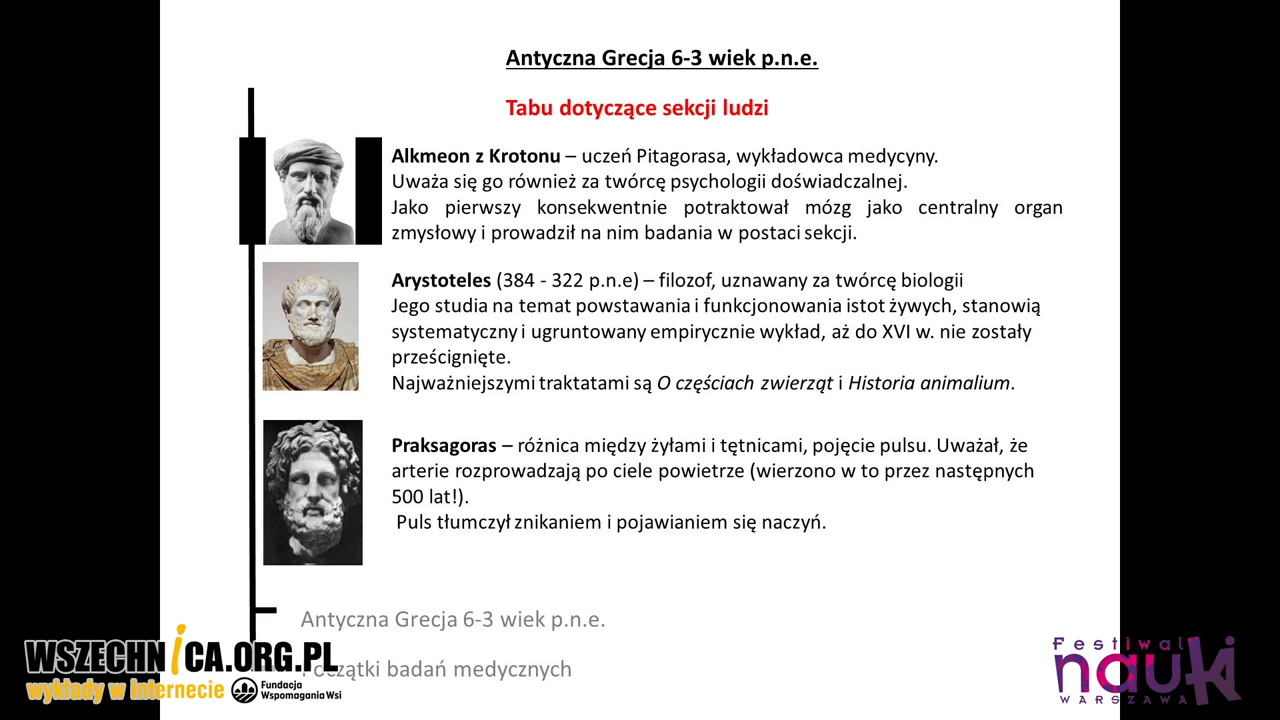 Antyczna Grecja 6-3 wiek p.n.e.
Tabu dotyczące sekcji ludzi
Alkmeon z Krotonu – uczeń Pitagorasa, wykładowca medycyny.
Uważa się go również za twórcę psychologii doświadczalnej.
Jako pierwszy konsekwentnie potraktował mózg jako centralny organ
zmysłowy i prowadził na nim badania w postaci sekcji.
Arystoteles (384 - 322 p.n.e) – filozof, uznawany za twórcę biologii
Jego studia na temat powstawania i funkcjonowania istot żywych, stanowią
systematyczny i ugruntowany empirycznie wykład, aż do XVI w. nie zostały
prześcignięte.
Najważniejszymi traktatami są O częściach zwierząt i Historia animalium.
Praksagoras – różnica między żyłami i tętnicami, pojęcie pulsu. Uważał, że
arterie rozprowadzają po ciele powietrze (wierzono w to przez następnych
500 lat!).
Puls tłumczył znikaniem i pojawianiem się naczyń.
Antyczna Grecja 6-3 wiek p.n.e.
Początki badań medycznych
WSZECHNiCA.ORG.PL
wykłady w internecie
Fundacja
Wspomagania Wsi
Festiwal
nauki
WARSZAWA